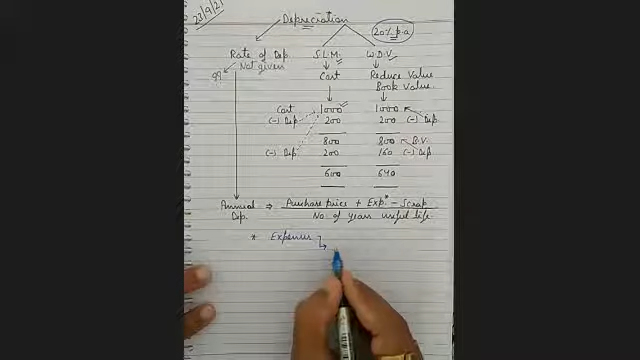 23/9/21
Depreciation
20% p.a
Rate of Dep. S.L.M. W.D.V
Not given
Cost Reduce Value
Book Value
Cost 1000 1000
(-) Dep 200 200 (-) Dep
800 800 B.V.
(-) Dep 200 160 (-) Dep
600 640
Annual Dep. ⇒ Purchase price + Exp.* - Scrap
No of years useful life.
* Expenses